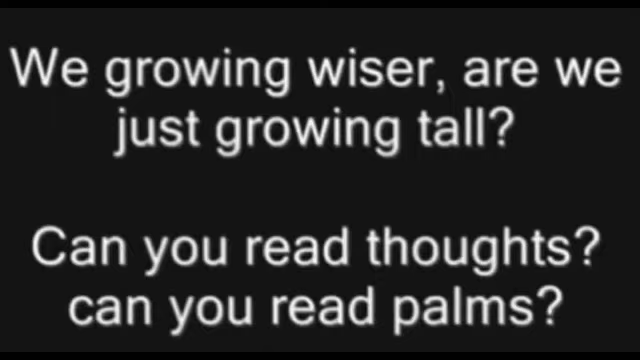 We growing wiser, are we
just growing tall?
Can you read thoughts?
can you read palms?